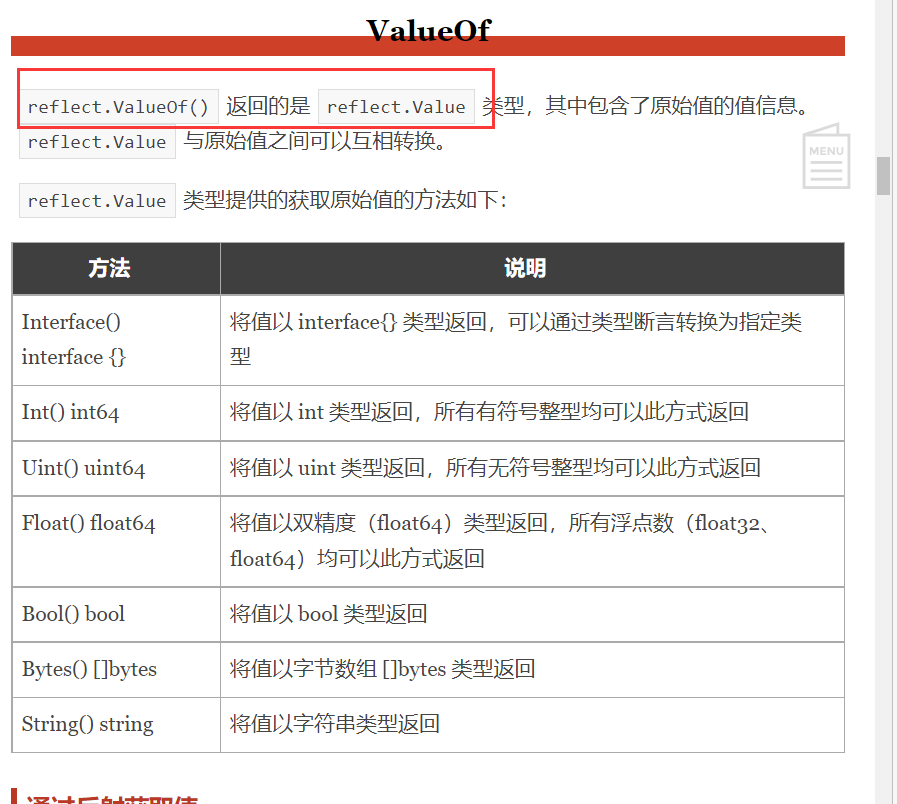 ValueOf
reflect.ValueOf() 返回的是 reflect.Value 类型，其中包含了原始值的值信息。
reflect.Value 与原始值之间可以互相转换。
MENU
reflect.Value 类型提供的获取原始值的方法如下：
方法 说明
Interface() 将值以 interface{} 类型返回，可以通过类型断言转换为指定类
interface {} 型
Int() int64 将值以 int 类型返回，所有有符号整型均可以此方式返回
Uint() uint64 将值以 uint 类型返回，所有无符号整型均可以此方式返回
Float() float64 将值以双精度（float64）类型返回，所有浮点数（float32、
float64）均可以此方式返回
Bool() bool 将值以 bool 类型返回
Bytes() []bytes 将值以字节数组 []bytes 类型返回
String() string 将值以字符串类型返回
通过反射获取值